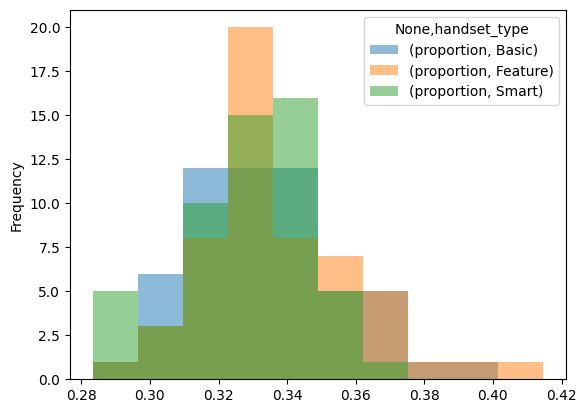 None,handset_type
(proportion, Basic)
(proportion, Feature)
(proportion, Smart)
Frequency
20.0
17.5
15.0
12.5
10.0
7.5
5.0
2.5
0.0
0.28 0.30 0.32 0.34 0.36 0.38 0.40 0.42